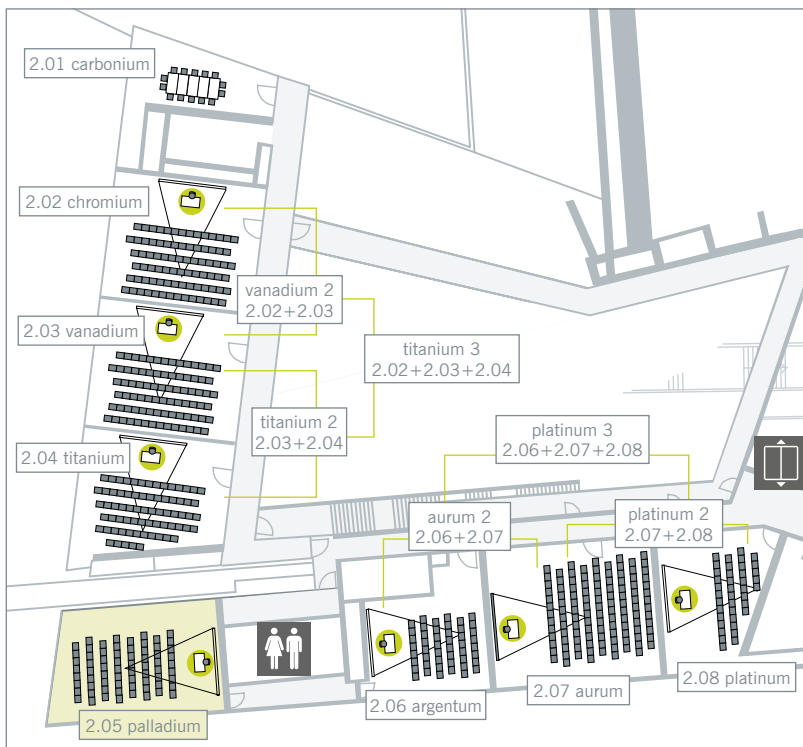 2.01 carbonium
2.02 chromium
vanadium 2
2.02+2.03
2.03 vanadium
titanium 3
2.02+2.03+2.04
titanium 2
2.03+2.04
2.04 titanium
platinum 3
2.06+2.07+2.08
aurum 2
2.06+2.07
platinum 2
2.07+2.08
2.05 palladium
2.06 argentum
2.07 aurum
2.08 platinum